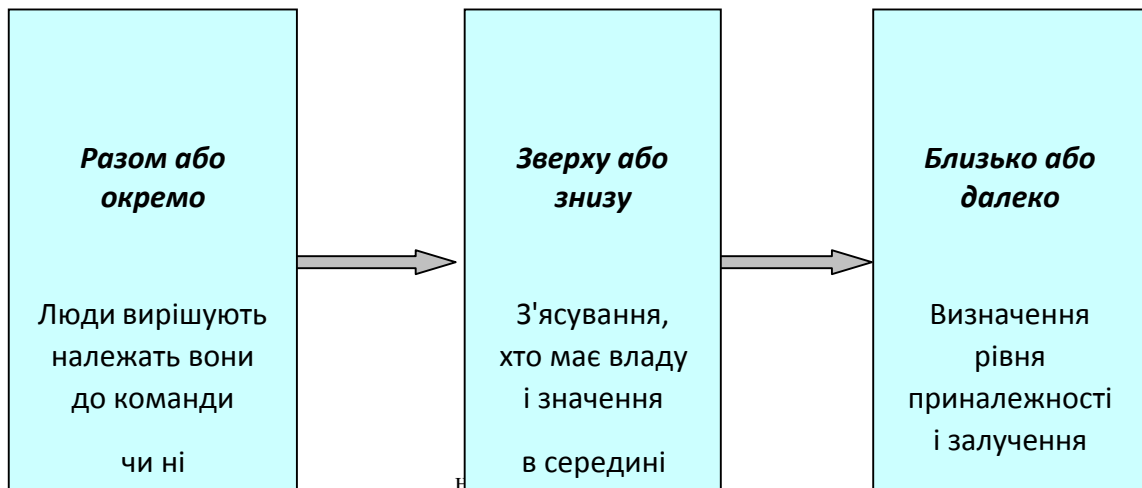 Разом або
окремо
Люди вирішують
належать вони
до команди
чи ні
Зверху або
знизу
З'ясування,
хто має владу
і значення
в середині
Близько або
далеко
Визначення
рівня
приналежності
і залучення